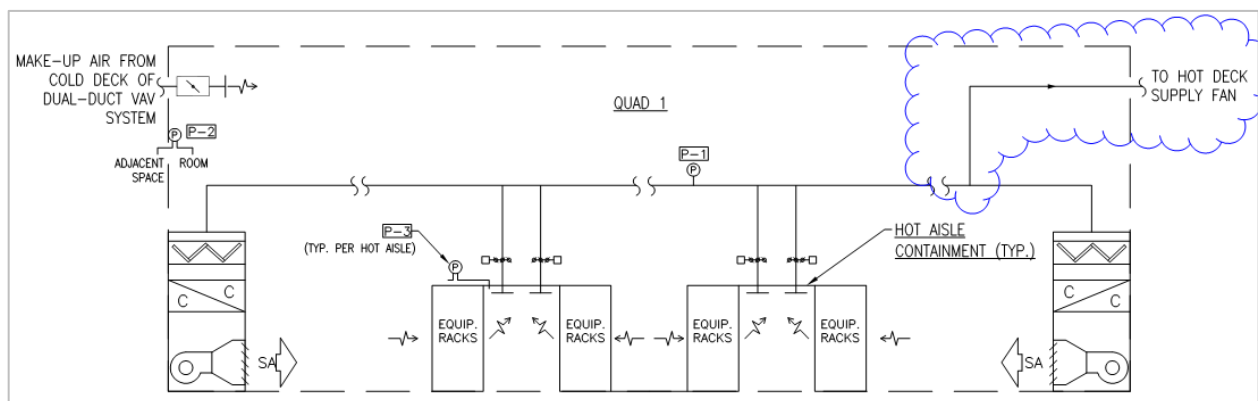 MAKE-UP AIR FROM
COLD DECK OF
DUAL-DUCT VAV
SYSTEM
P
P-2
ADJACENT ROOM
SPACE
QUAD 1
TO HOT DECK
SUPPLY FAN
P-1
P
P-3
(TYP. PER HOT AISLE)
P
HOT AISLE
CONTAINMENT (TYP.)
C C
EQUIP.
RACKS
EQUIP.
RACKS
EQUIP.
RACKS
EQUIP.
RACKS
C C
SA
SA